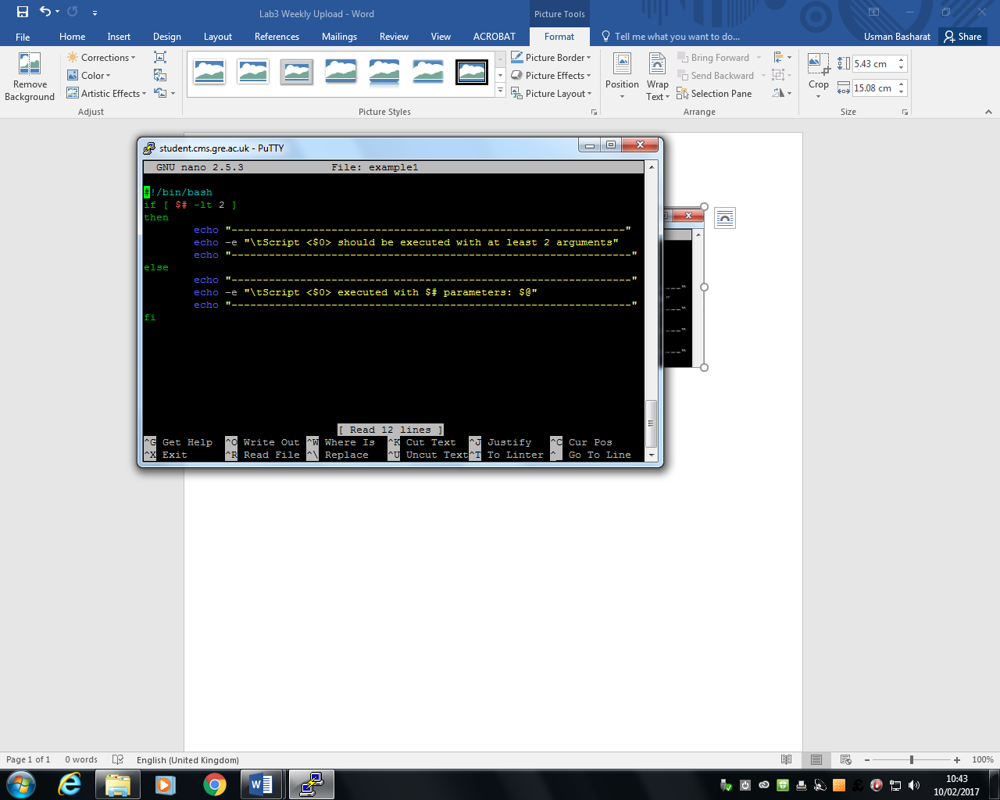 Lab3 Weekly Upload - Word
Picture Tools
File Home Insert Design Layout References Mailings Review View ACROBAT Format Tell me what you want to do... Usman Basharat Share
Remove Background
Corrections
Color
Artistic Effects
Adjust
Picture Styles
Picture Border
Picture Effects
Picture Layout
Position
Wrap Text
Bring Forward
Send Backward
Selection Pane
Arrange
Crop
5.43 cm
15.08 cm
Size
student.cms.gre.ac.uk - PuTTY
GNU nano 2.5.3 File: example1
#!/bin/bash
if [ $# -lt 2 ]
then
echo "---------------------------------------------------------------"
echo -e "\tScript <$0> should be executed with at least 2 arguments"
echo "----------------------------------------------------------------"
else
echo "----------------------------------------------------------------"
echo -e "\tScript <$0> executed with $# parameters: $@"
echo "----------------------------------------------------------------"
fi
[ Read 12 lines ]
^G Get Help ^O Write Out ^W Where Is ^K Cut Text ^J Justify ^C Cur Pos
^X Exit ^R Read File ^\ Replace ^U Uncut Text ^T To Linter ^_ Go To Line
Page 1 of 1 0 words English (United Kingdom) 100%
10:43
10/02/2017